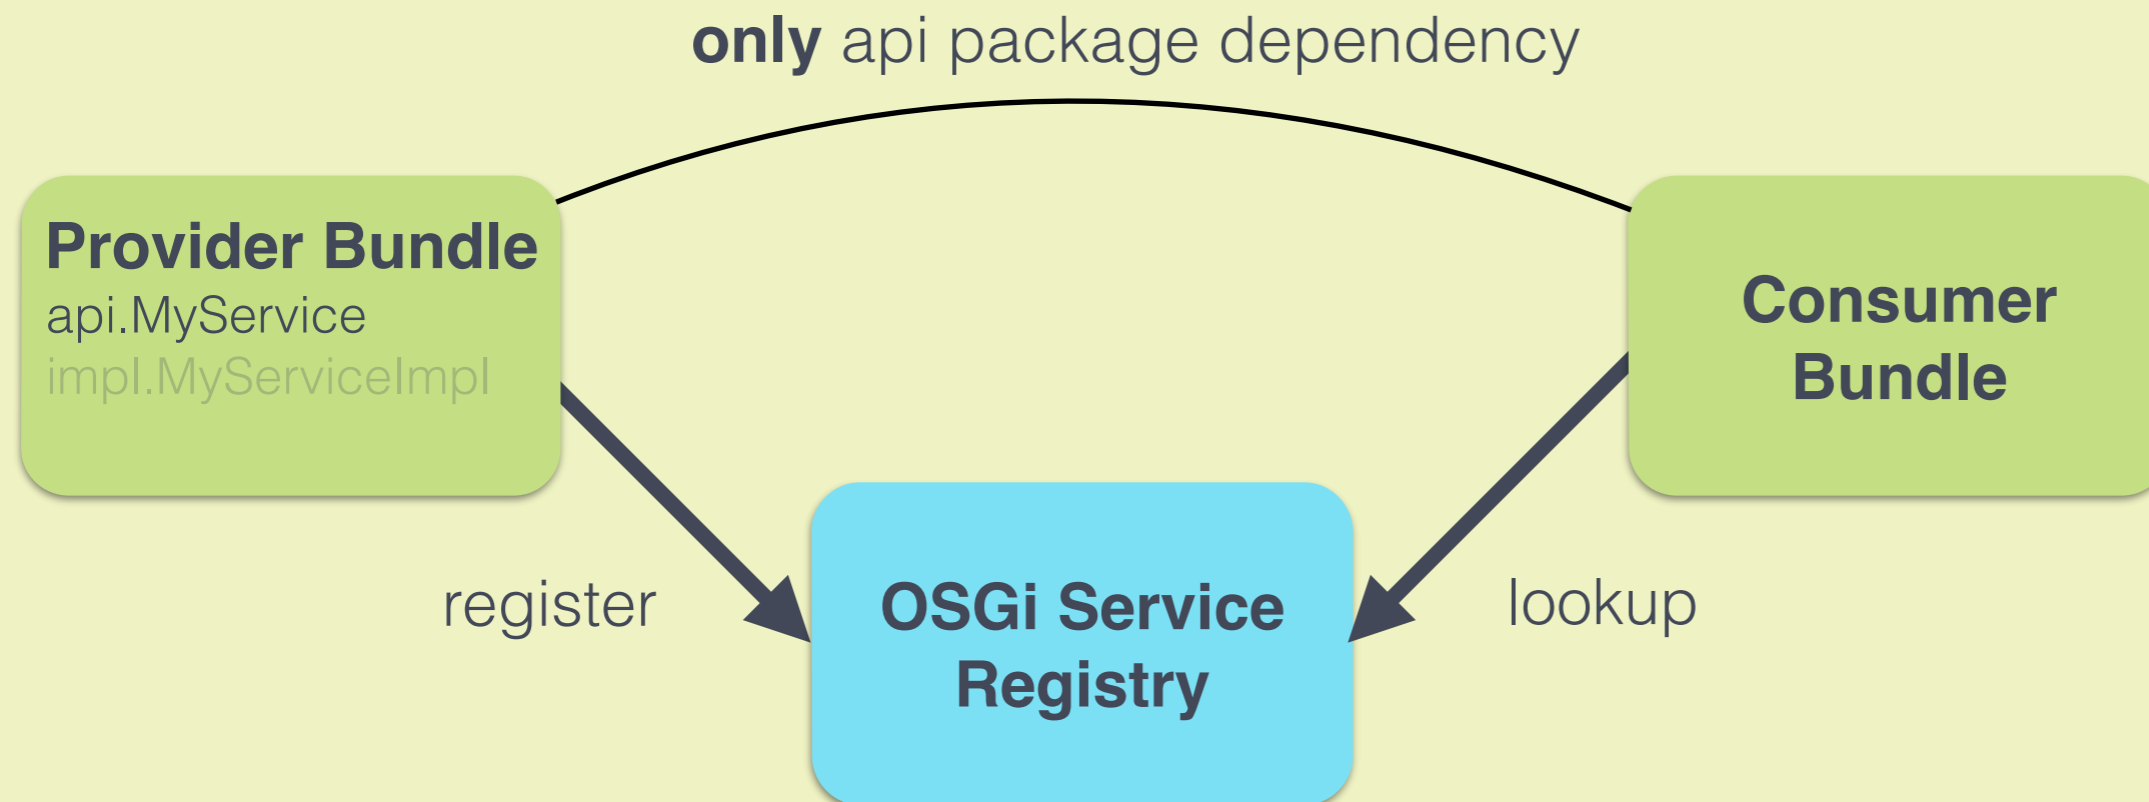 only api package dependency
Provider Bundle
api.MyService
impl.MyServiceImpl
Consumer
Bundle
register
OSGi Service
Registry
lookup